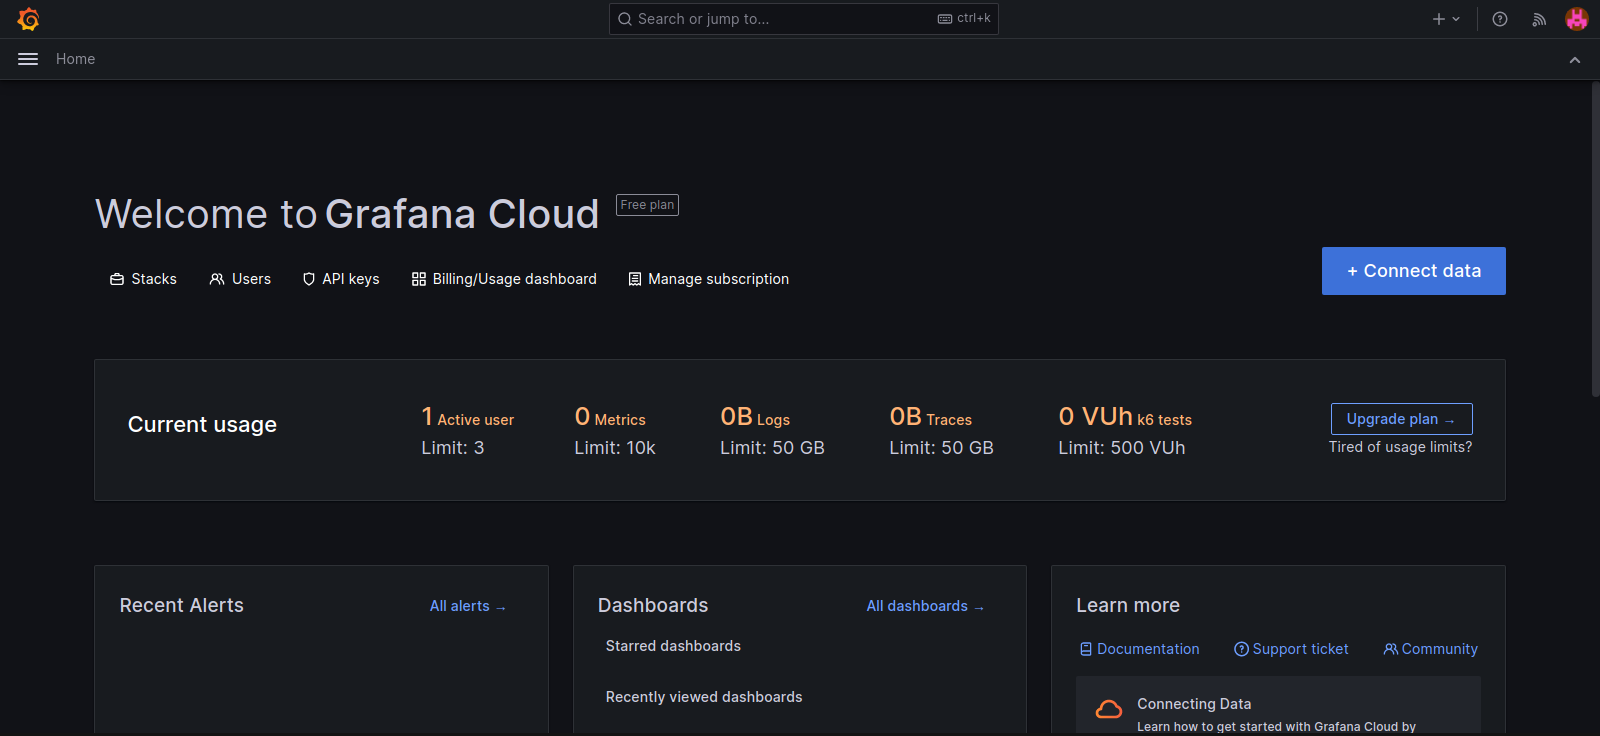 Search or jump to...
ctrl+k
Home
Welcome to Grafana Cloud
Free plan
Stacks
Users
API keys
Billing/Usage dashboard
Manage subscription
+ Connect data
Current usage
1 Active user
Limit: 3
0 Metrics
Limit: 10k
0B Logs
Limit: 50 GB
0B Traces
Limit: 50 GB
0 VUh k6 tests
Limit: 500 VUh
Upgrade plan →
Tired of usage limits?
Recent Alerts
All alerts →
Dashboards
All dashboards →
Starred dashboards
Recently viewed dashboards
Learn more
Documentation
Support ticket
Community
Connecting Data
Learn how to get started with Grafana Cloud by